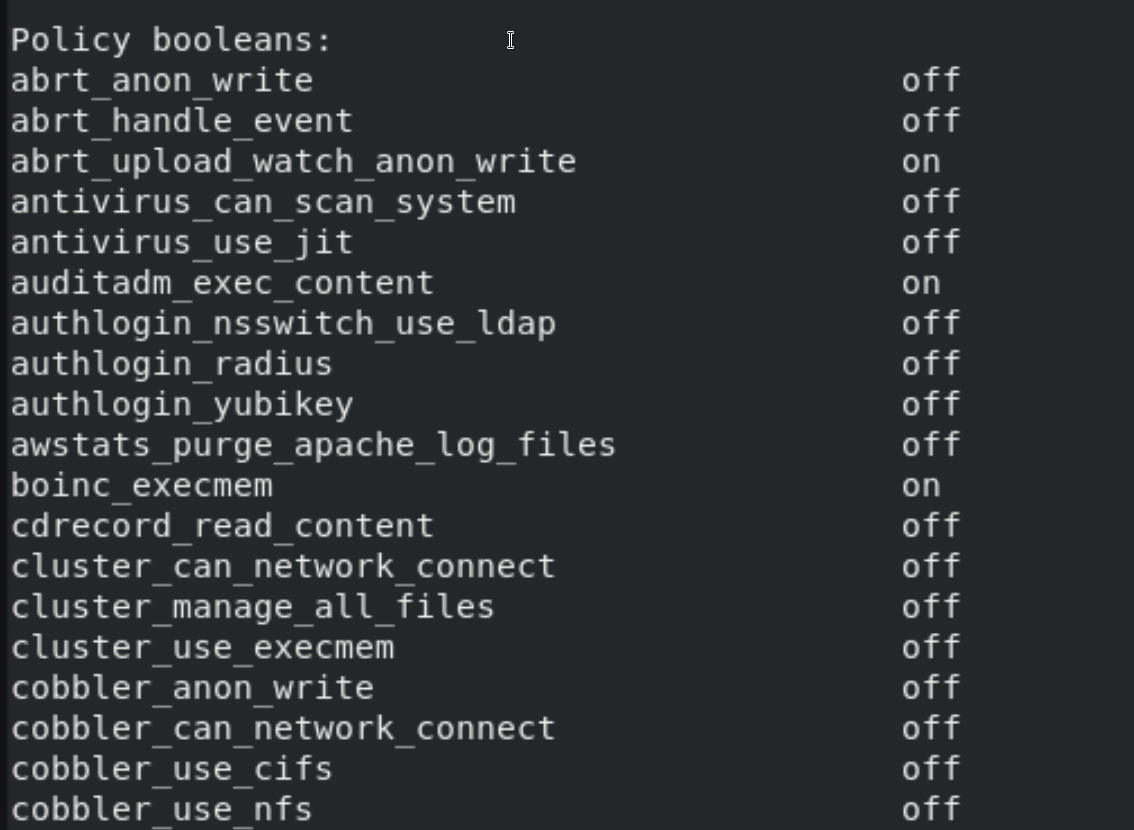 Policy booleans:
abrt_anon_write off
abrt_handle_event off
abrt_upload_watch_anon_write on
antivirus_can_scan_system off
antivirus_use_jit off
auditadm_exec_content on
authlogin_nsswitch_use_ldap off
authlogin_radius off
authlogin_yubikey off
awstats_purge_apache_log_files off
boinc_execmem on
cdrecord_read_content off
cluster_can_network_connect off
cluster_manage_all_files off
cluster_use_execmem off
cobbler_anon_write off
cobbler_can_network_connect off
cobbler_use_cifs off
cobbler_use_nfs off